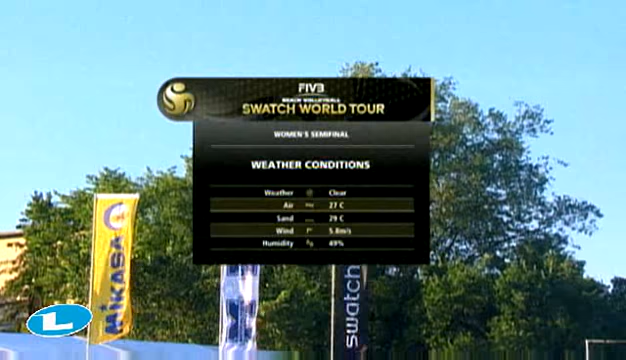 FIVB
BEACH VOLLEYBALL
SWATCH WORLD TOUR
WOMEN'S SEMIFINAL
WEATHER CONDITIONS
Weather Clear
Air 27 C
Sand 29 C
Wind 5.8m/s
Humidity 49%
MIKASA
swatch
L